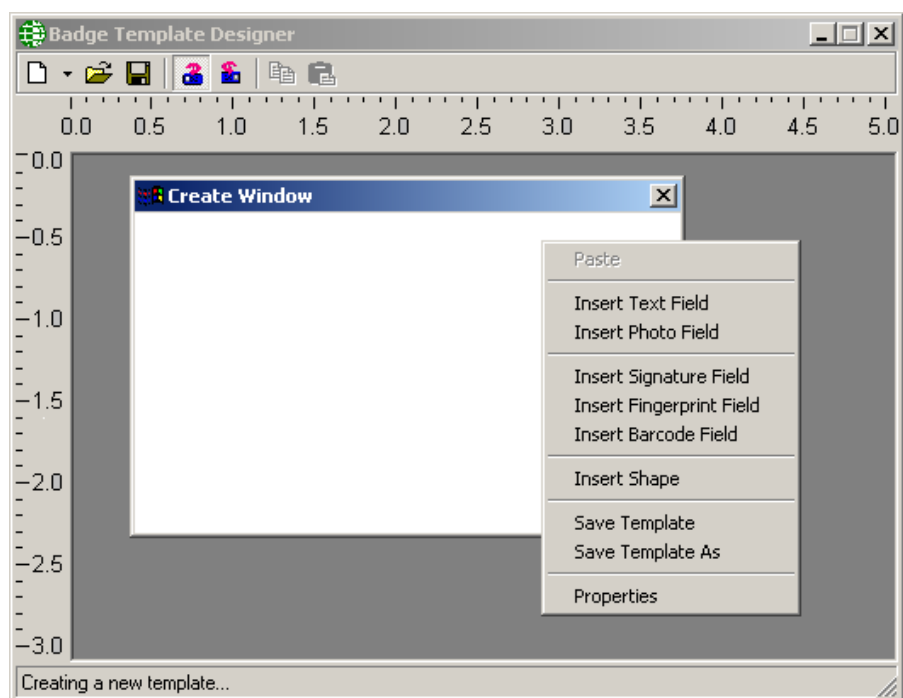 Badge Template Designer
0.0 0.5 1.0 1.5 2.0 2.5 3.0 3.5 4.0 4.5 5.0
0.0
Create Window
0.5
Paste
Insert Text Field
1.0
Insert Photo Field
Insert Signature Field
1.5
Insert Fingerprint Field
Insert Barcode Field
2.0
Insert Shape
Save Template
Save Template As
2.5
Properties
3.0
Creating a new template...